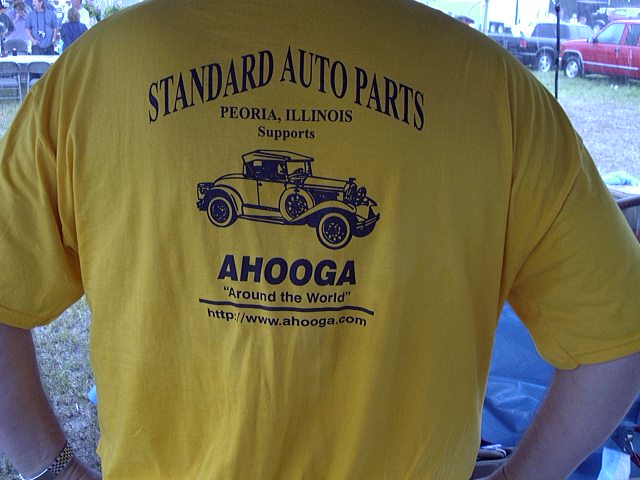 STANDARD AUTO PARTS
PEORIA, ILLINOIS
Supports
AHOOGA
"Around the World"
http://www.ahooga.com